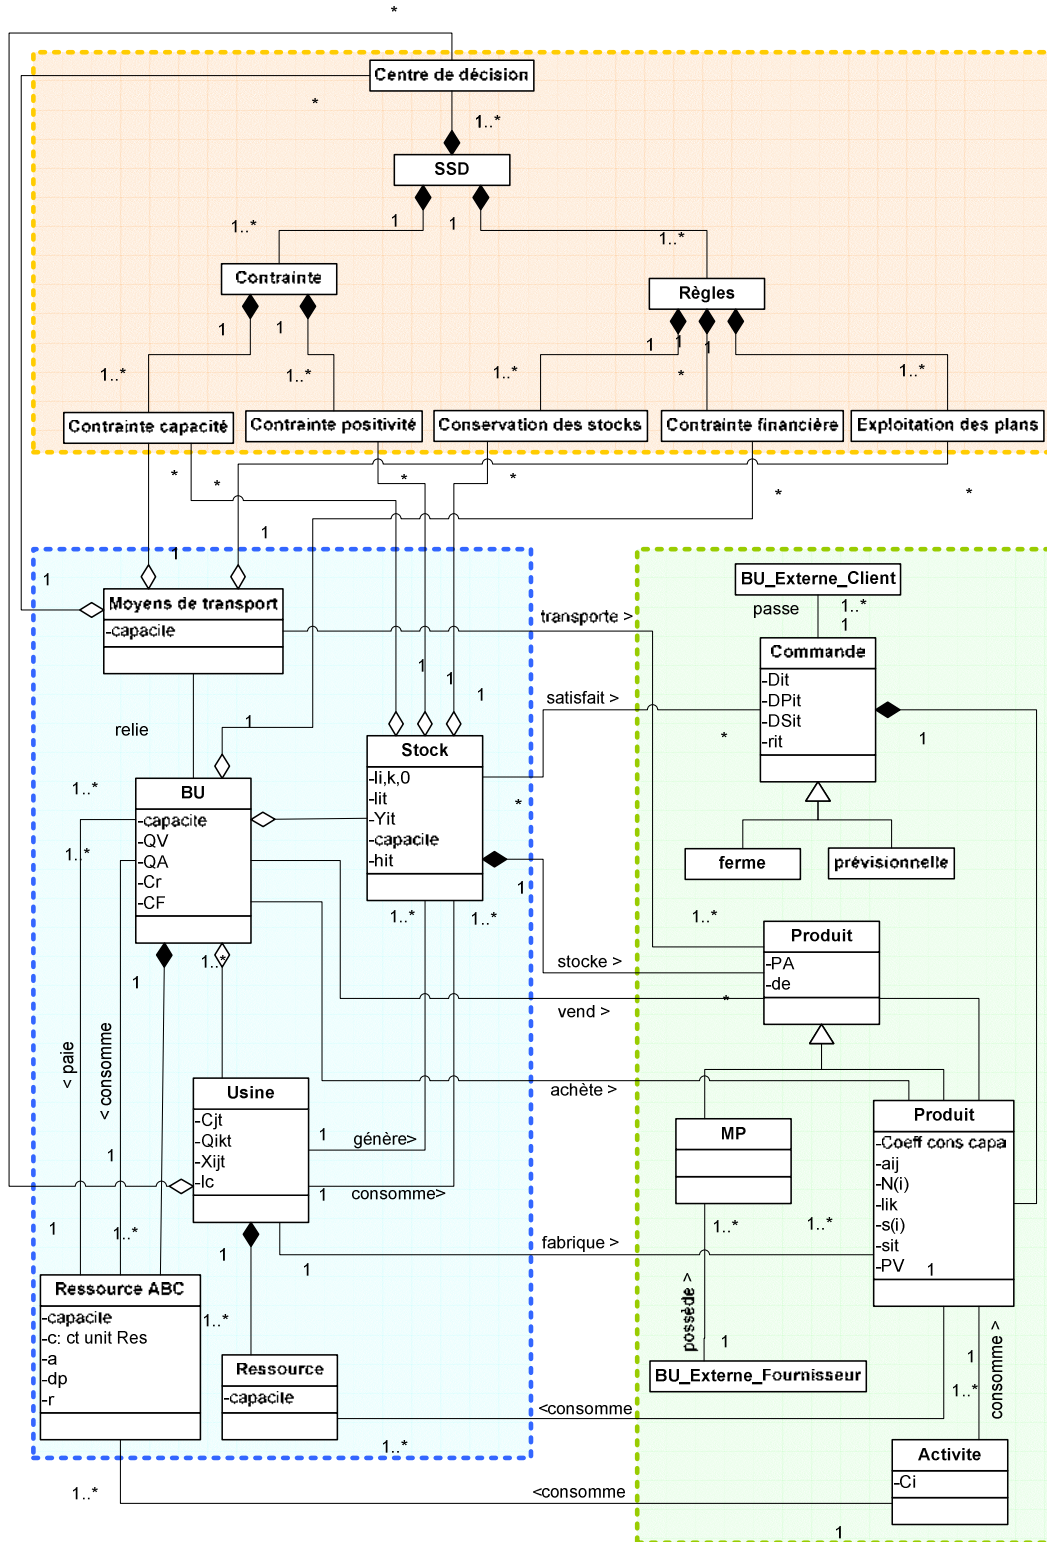 *
Centre de décision
*
1..*
SSD
1
1
1..*
1..*
Contrainte
Règles
1
1
1
1
1
1..*
1..*
1..*
*
1..*
Contrainte capacité
Contrainte positivité
Conservation des stocks
Contrainte financière
Exploitation des plans
*
*
*
*
*
*
1
1
1
BU_Externe_Client
passe
1..*
1
Moyens de transport
-capacite
transporte >
Commande
-Dit
-DPit
-DSit
-rit
1
1
1
satisfait >
*
1
relie
1
Stock
-Ii,k,0
-Iit
-Yit
-capacite
-hit
1..*
BU
-capacite
-QV
-QA
-Cr
-CF
1..*
*
1
ferme
prévisionnelle
1..*
1..*
1..*
Produit
-PA
-de
1..*
1
stocke >
*
vend >
< paie
< consomme
achète >
Usine
-Cjt
-Qikt
-Xijt
-Ic
1
génère>
1
consomme>
MP
Produit
-Coeff cons capa
-aij
-N(i)
-lik
-s(i)
-sit
-PV
1
1
1..*
1
1
fabrique >
1..*
1..*
1
possède >
1
Ressource ABC
-capacite
-c: ct unit Res
-a
-dp
-r
1..*
Ressource
-capacite
BU_Externe_Fournisseur
consomme >
1
1..*
<consomme
1..*
Activite
-Ci
1..*
<consomme
1